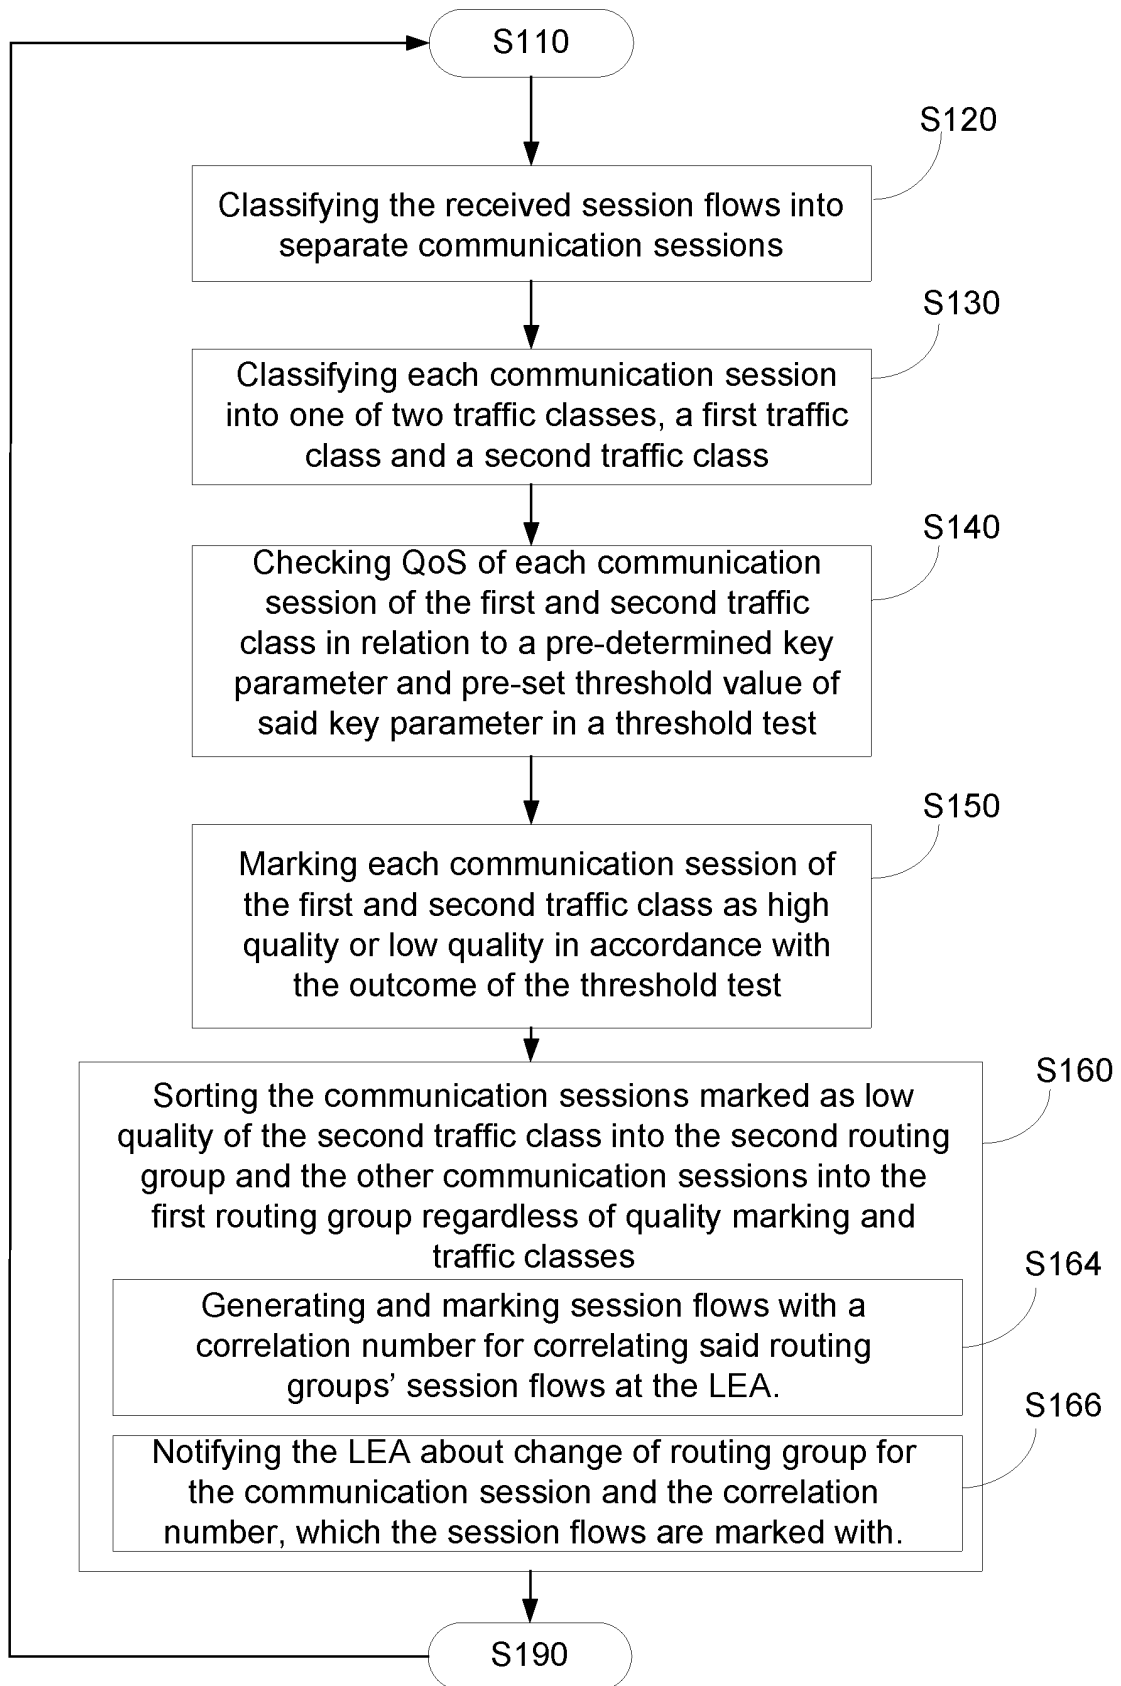 S110
S120
Classifying the received session flows into
separate communication sessions
S130
Classifying each communication session
into one of two traffic classes, a first traffic
class and a second traffic class
S140
Checking QoS of each communication
session of the first and second traffic
class in relation to a pre-determined key
parameter and pre-set threshold value of
said key parameter in a threshold test
S150
Marking each communication session of
the first and second traffic class as high
quality or low quality in accordance with
the outcome of the threshold test
S160
Sorting the communication sessions marked as low
quality of the second traffic class into the second routing
group and the other communication sessions into the
first routing group regardless of quality marking and
traffic classes
S164
Generating and marking session flows with a
correlation number for correlating said routing
groups’ session flows at the LEA.
S166
Notifying the LEA about change of routing group for
the communication session and the correlation
number, which the session flows are marked with.
S190